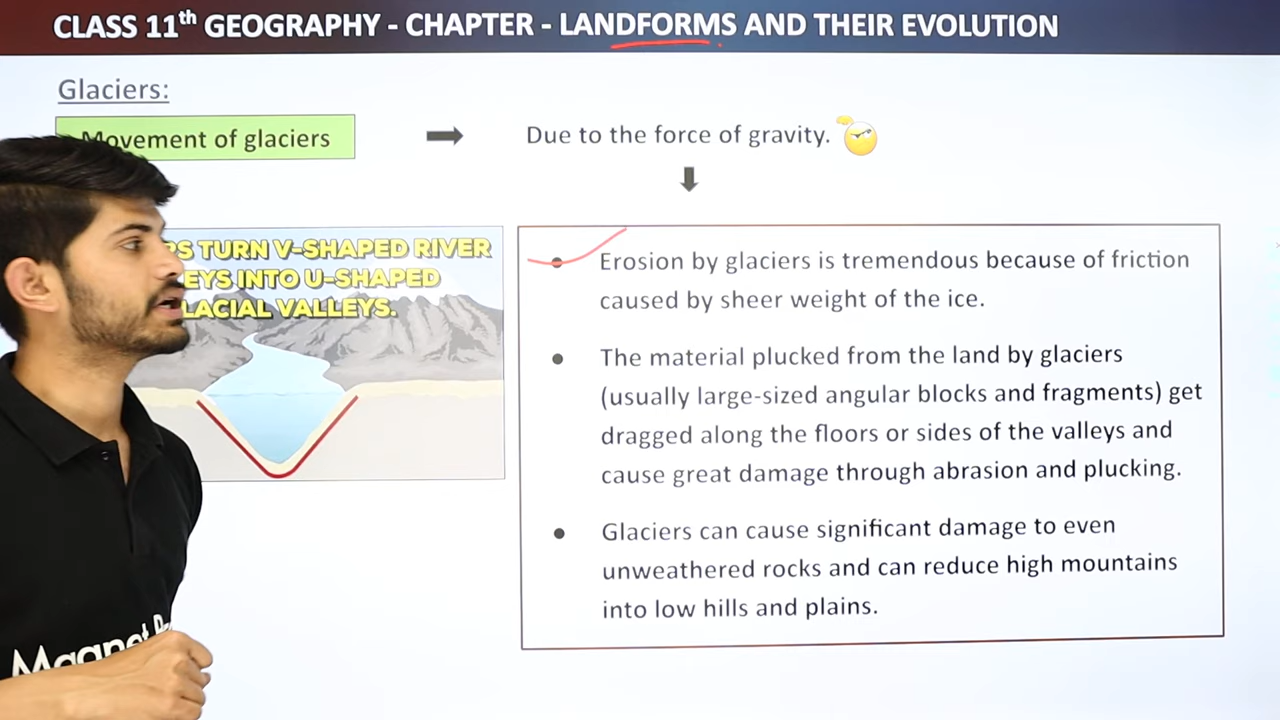 CLASS 11th GEOGRAPHY - CHAPTER - LANDFORMS AND THEIR EVOLUTION
Glaciers:
Movement of glaciers
Due to the force of gravity.
TURN V-SHAPED RIVER
INTO U-SHAPED
VALLEYS.
• Erosion by glaciers is tremendous because of friction
caused by sheer weight of the ice.
• The material plucked from the land by glaciers
(usually large-sized angular blocks and fragments) get
dragged along the floors or sides of the valleys and
cause great damage through abrasion and plucking.
• Glaciers can cause significant damage to even
unweathered rocks and can reduce high mountains
into low hills and plains.